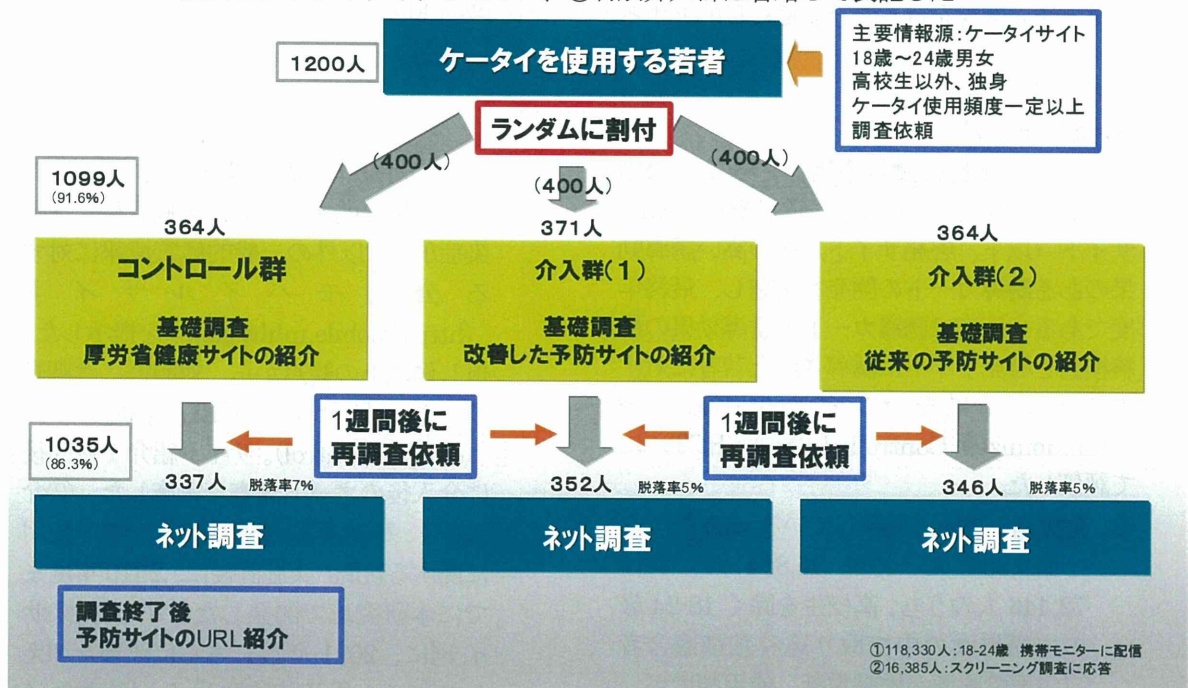 1200人
ケータイを使用する若者
主要情報源：ケータイサイト
18歳～24歳男女
高校生以外、独身
ケータイ使用頻度一定以上
調査依頼
ランダムに割付
(400人)
(400人)
(400人)
1099人
(91.6%)
364人
371人
364人
コントロール群
基礎調査
厚労省健康サイトの紹介
介入群(1)
基礎調査
改善した予防サイトの紹介
介入群(2)
基礎調査
従来の予防サイトの紹介
1週間後に
再調査依頼
1週間後に
再調査依頼
1035人
(86.3%)
337人 脱落率7%
352人 脱落率5%
346人 脱落率5%
ネット調査
ネット調査
ネット調査
調査終了後
予防サイトのURL紹介
①118,330人：18-24歳 携帯モニターに配信
②16,385人：スクリーニング調査に応答